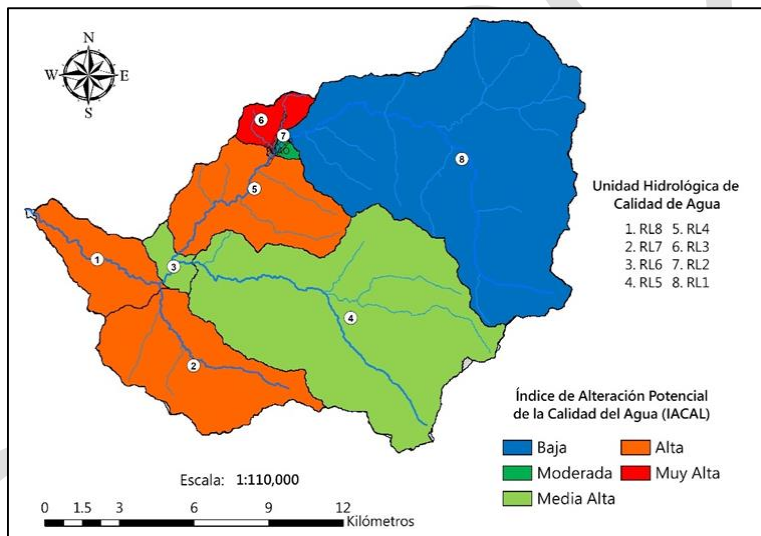 N
W E
S
6
7
8
5
1
3
4
2
Unidad Hidrológica de
Calidad de Agua
1. RL8 5. RL4
2. RL7 6. RL3
3. RL6 7. RL2
4. RL5 8. RL1
Índice de Alteración Potencial
de la Calidad del Agua (IACAL)
Baja Alta
Moderada Muy Alta
Media Alta
Escala: 1:110,000
0 1.5 3 6 9 12
Kilómetros